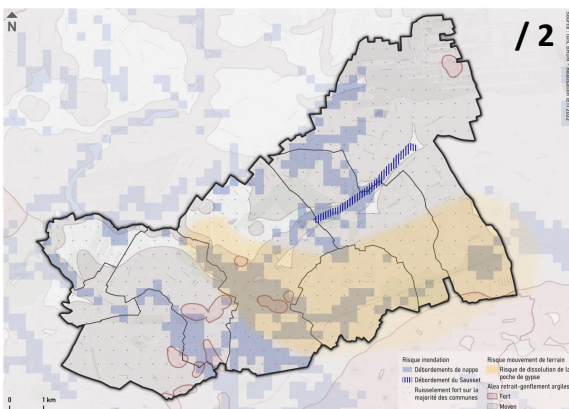 N
/ 2
Risque inondation
Débordements de nappe
Débordement du Sausset
Ruissellement fort sur la
majorité des communes
Risque mouvement de terrain
Risque de dissolution de la
poche de gypse
Alea retrait-gonflement argiles
Fort
Moyen
0 1 km